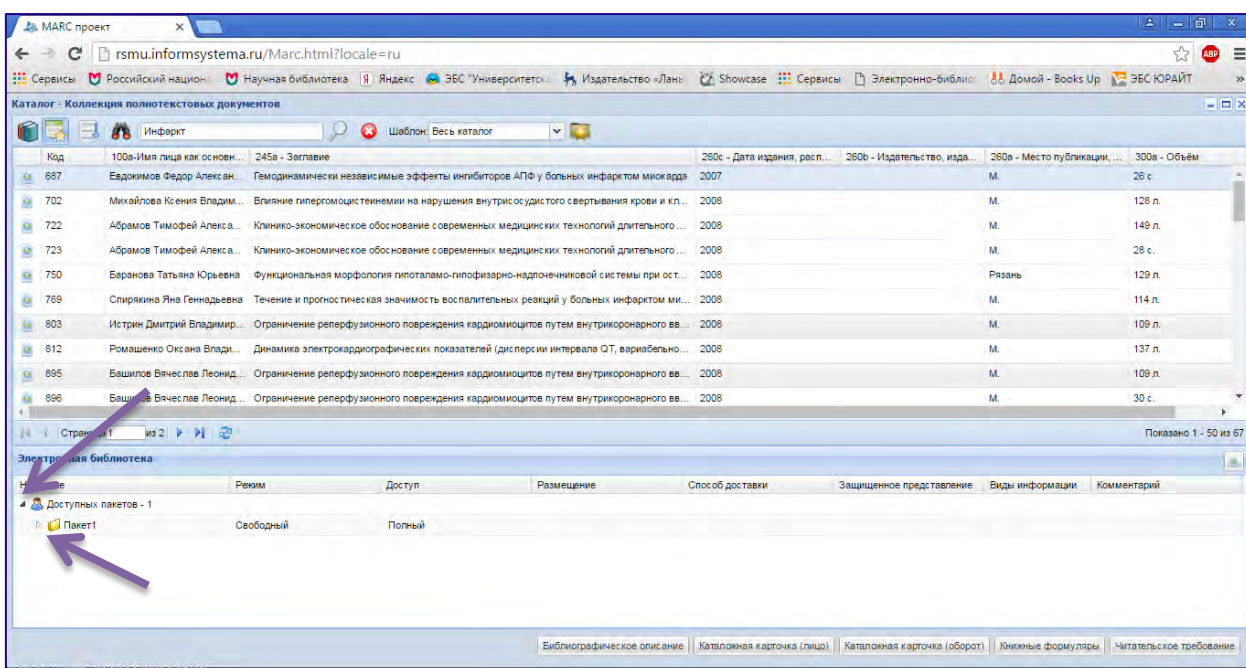 MARC проект
rsmu.informsystema.ru/Marc.html?locale=ru
ABP
Сервисы Российский национ Научная библиотека Яндекс ЭБС "Университетск Издательство «Лань Showcase Сервисы Электронно-библис Домой - Books Up ЭБС ЮРАЙТ »
Каталог - Коллекция полнотекстовых документов
Инфаркт Шаблон: Весь каталог
Код 100a-Имя лица как основн... 245a - Заглавие 260c - Дата издания, расп... 260b - Издательство, изда... 260a - Место публикации, ... 300a - Объём
687 Евдокимов Федор Алексан... Гемодинамически независимые эффекты ингибиторов АПФ у больных инфарктом миокарда 2007 М. 26 с.
702 Михайлова Ксения Владим... Влияние гипергомоцистеинемии на нарушения внутрисосудистого свертывания крови и кл... 2008 М. 128 л.
722 Абрамов Тимофей Алекса... Клинико-экономическое обоснование современных медицинских технологий длительного ... 2008 М. 149 л.
723 Абрамов Тимофей Алекса... Клинико-экономическое обоснование современных медицинских технологий длительного ... 2008 М. 28 с.
750 Баранова Татьяна Юрьевна Функциональная морфология гипоталамо-гипофизарно-надпочечниковой системы при ост... 2008 Рязань 129 л.
769 Спирякина Яна Геннадьевна Течение и прогностическая значимость воспалительных реакций у больных инфарктом ми... 2008 М. 114 л.
803 Истрин Дмитрий Владимир... Ограничение реперфузионного повреждения кардиомиоцитов путем внутрикоронарного вв... 2008 М. 109 л.
812 Ромашенко Оксана Влади... Динамика электрокардиографических показателей (дисперсии интервала QT, вариабельно... 2008 М. 137 л.
895 Башилов Вячеслав Леонид... Ограничение реперфузионного повреждения кардиомиоцитов путем внутрикоронарного вв... 2008 М. 109 л.
896 Вячеслав Леонид... Ограничение реперфузионного повреждения кардиомиоцитов путем внутрикоронарного вв... 2008 М. 30 с.
1 из 2 Показано 1 - 50 из 67
библиотека
Режим Доступ Размещение Способ доставки Защищенное представление Виды информации Комментарий
Доступных пакетов - 1
Пакет1 Свободный Полный
Библиографическое описание Каталожная карточка (лицо) Каталожная карточка (оборот) Книжные формуляры Читательское требование